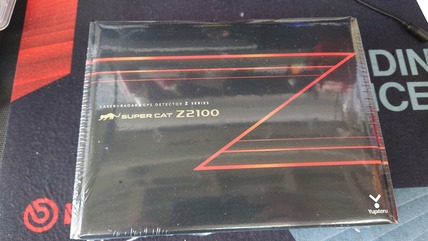 LASER+RADAR+GPS DETECTOR Z SERIES
SUPER CAT Z2100
DIN
CE
Yupiteru